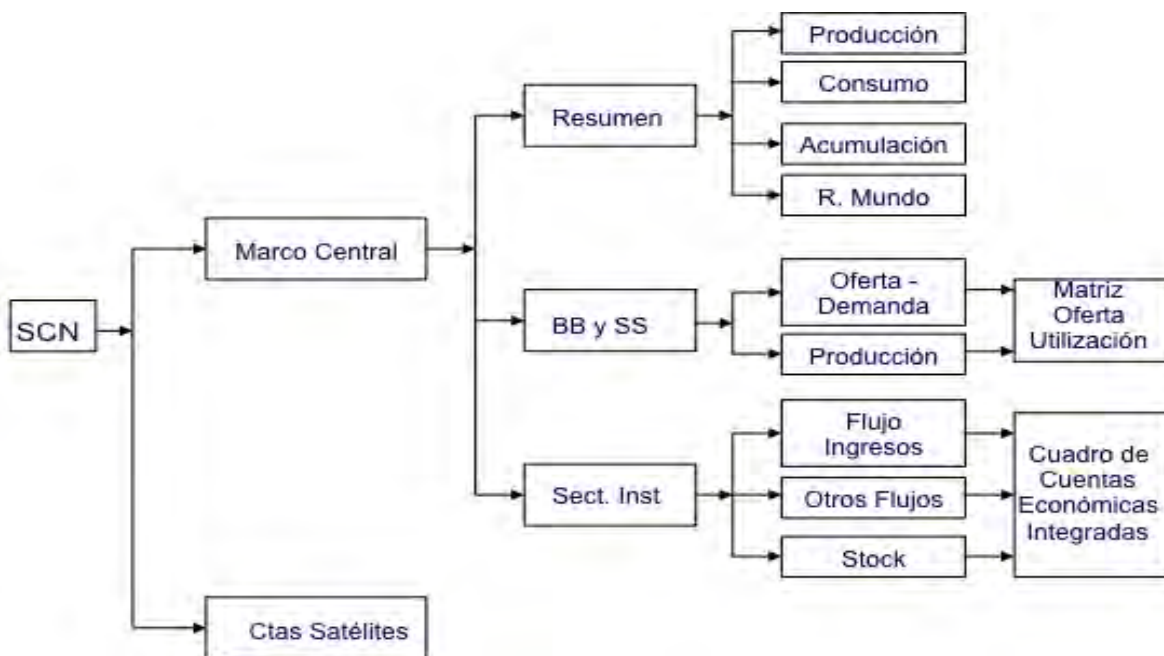 SCN
Marco Central
Ctas Satélites
Resumen
BB y SS
Sect. Inst
Producción
Consumo
Acumulación
R. Mundo
Oferta -
Demanda
Producción
Flujo
Ingresos
Otros Flujos
Stock
Matriz
Oferta
Utilización
Cuadro de
Cuentas
Económicas
Integradas